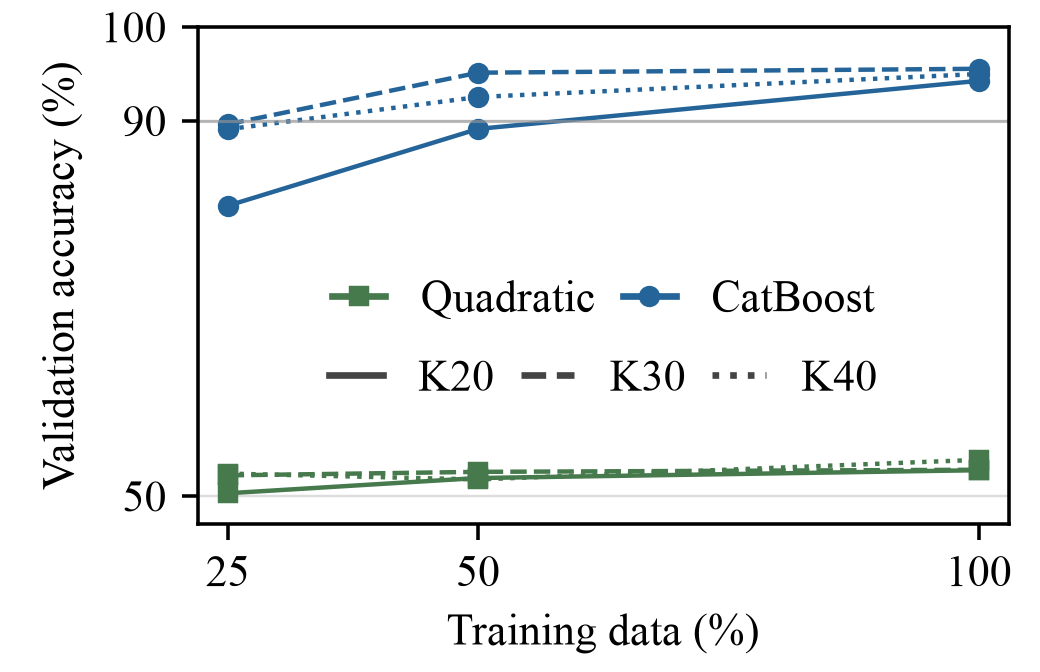 Validation accuracy (%)
100
90
50
Quadratic CatBoost
K20 K30 K40
25 50 100
Training data (%)